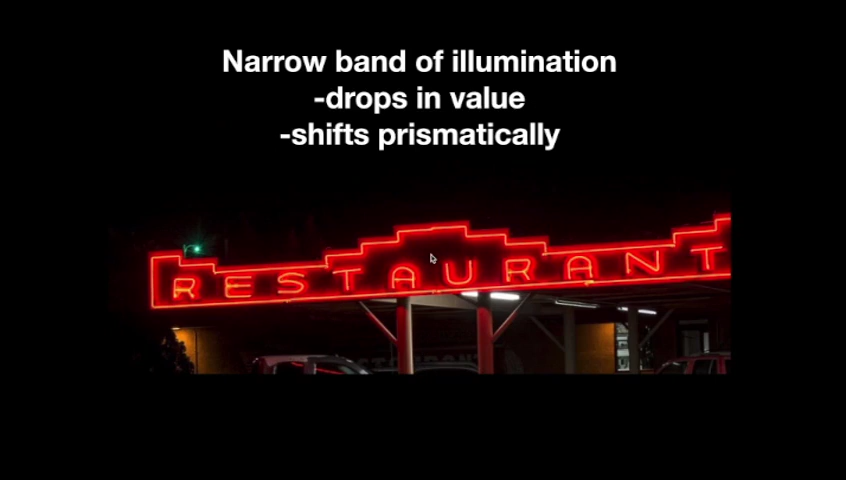 Narrow band of illumination
-drops in value
-shifts prismatically
RESTAURANT